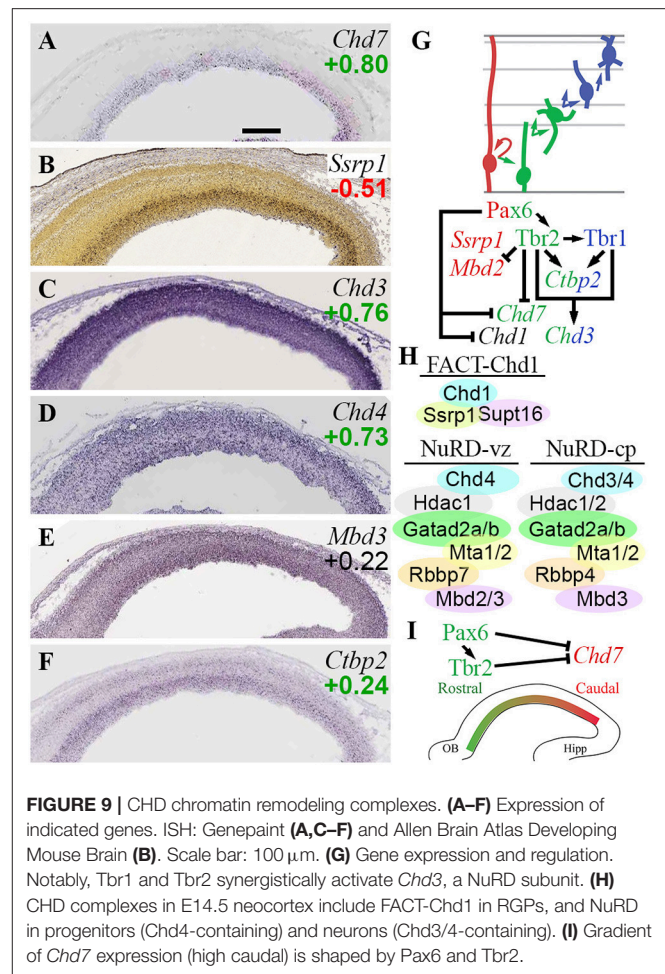 A
Chd7
+0.80
B
Ssrp1
-0.51
C
Chd3
+0.76
D
Chd4
+0.73
E
Mbd3
+0.22
F
Ctbp2
+0.24
G
Pax6
Ssrp1 Tbr2 Tbr1
Mbd2
Ctbp2
Chd7
Chd1 Chd3
H
FACT-Chd1
Chd1
Ssrp1 Supt16
NuRD-vz NuRD-cp
Chd4 Chd3/4
Hdac1 Hdac1/2
Gatad2a/b Gatad2a/b
Mta1/2 Mta1/2
Rbbp7 Rbbp4
Mbd2/3 Mbd3
I
Pax6
Chd7
Tbr2
Rostral Caudal
OB Hipp
FIGURE 9 | CHD chromatin remodeling complexes. (A–F) Expression of
indicated genes. ISH: Genepaint (A,C–F) and Allen Brain Atlas Developing
Mouse Brain (B). Scale bar: 100 μm. (G) Gene expression and regulation.
Notably, Tbr1 and Tbr2 synergistically activate Chd3, a NuRD subunit. (H)
CHD complexes in E14.5 neocortex include FACT-Chd1 in RGPs, and NuRD
in progenitors (Chd4-containing) and neurons (Chd3/4-containing). (I) Gradient
of Chd7 expression (high caudal) is shaped by Pax6 and Tbr2.